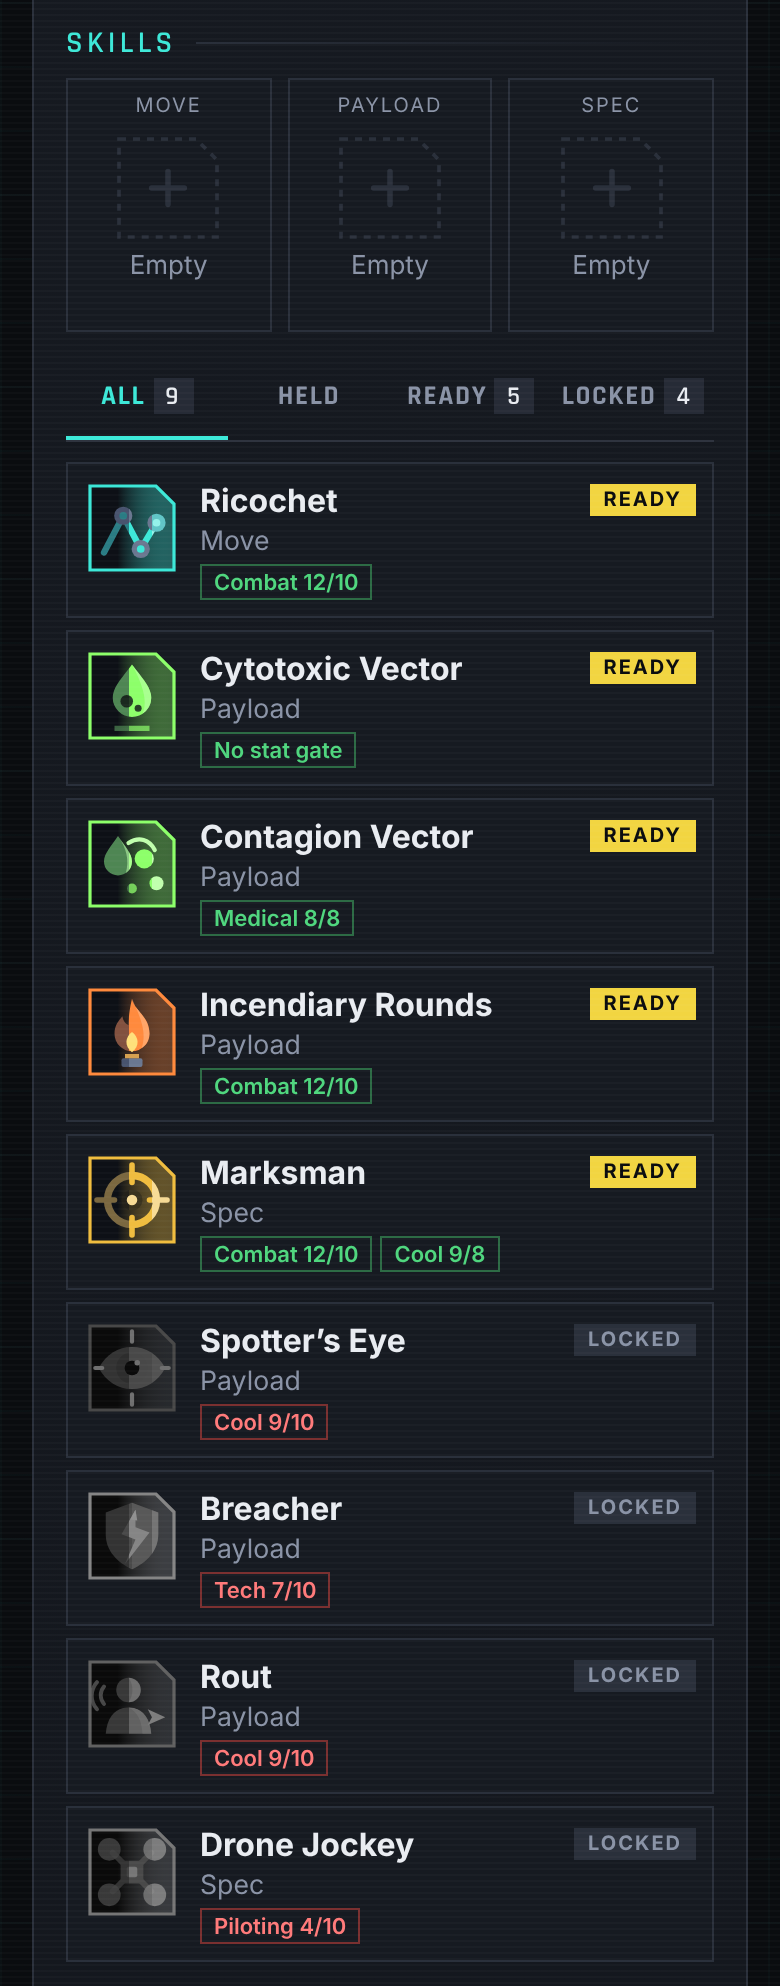 SKILLS
MOVE PAYLOAD SPEC
Empty Empty Empty
ALL 9 HELD READY 5 LOCKED 4
Ricochet READY
Move
Combat 12/10
Cytotoxic Vector READY
Payload
No stat gate
Contagion Vector READY
Payload
Medical 8/8
Incendiary Rounds READY
Payload
Combat 12/10
Marksman READY
Spec
Combat 12/10 Cool 9/8
Spotter’s Eye LOCKED
Payload
Cool 9/10
Breacher LOCKED
Payload
Tech 7/10
Rout LOCKED
Payload
Cool 9/10
Drone Jockey LOCKED
Spec
Piloting 4/10